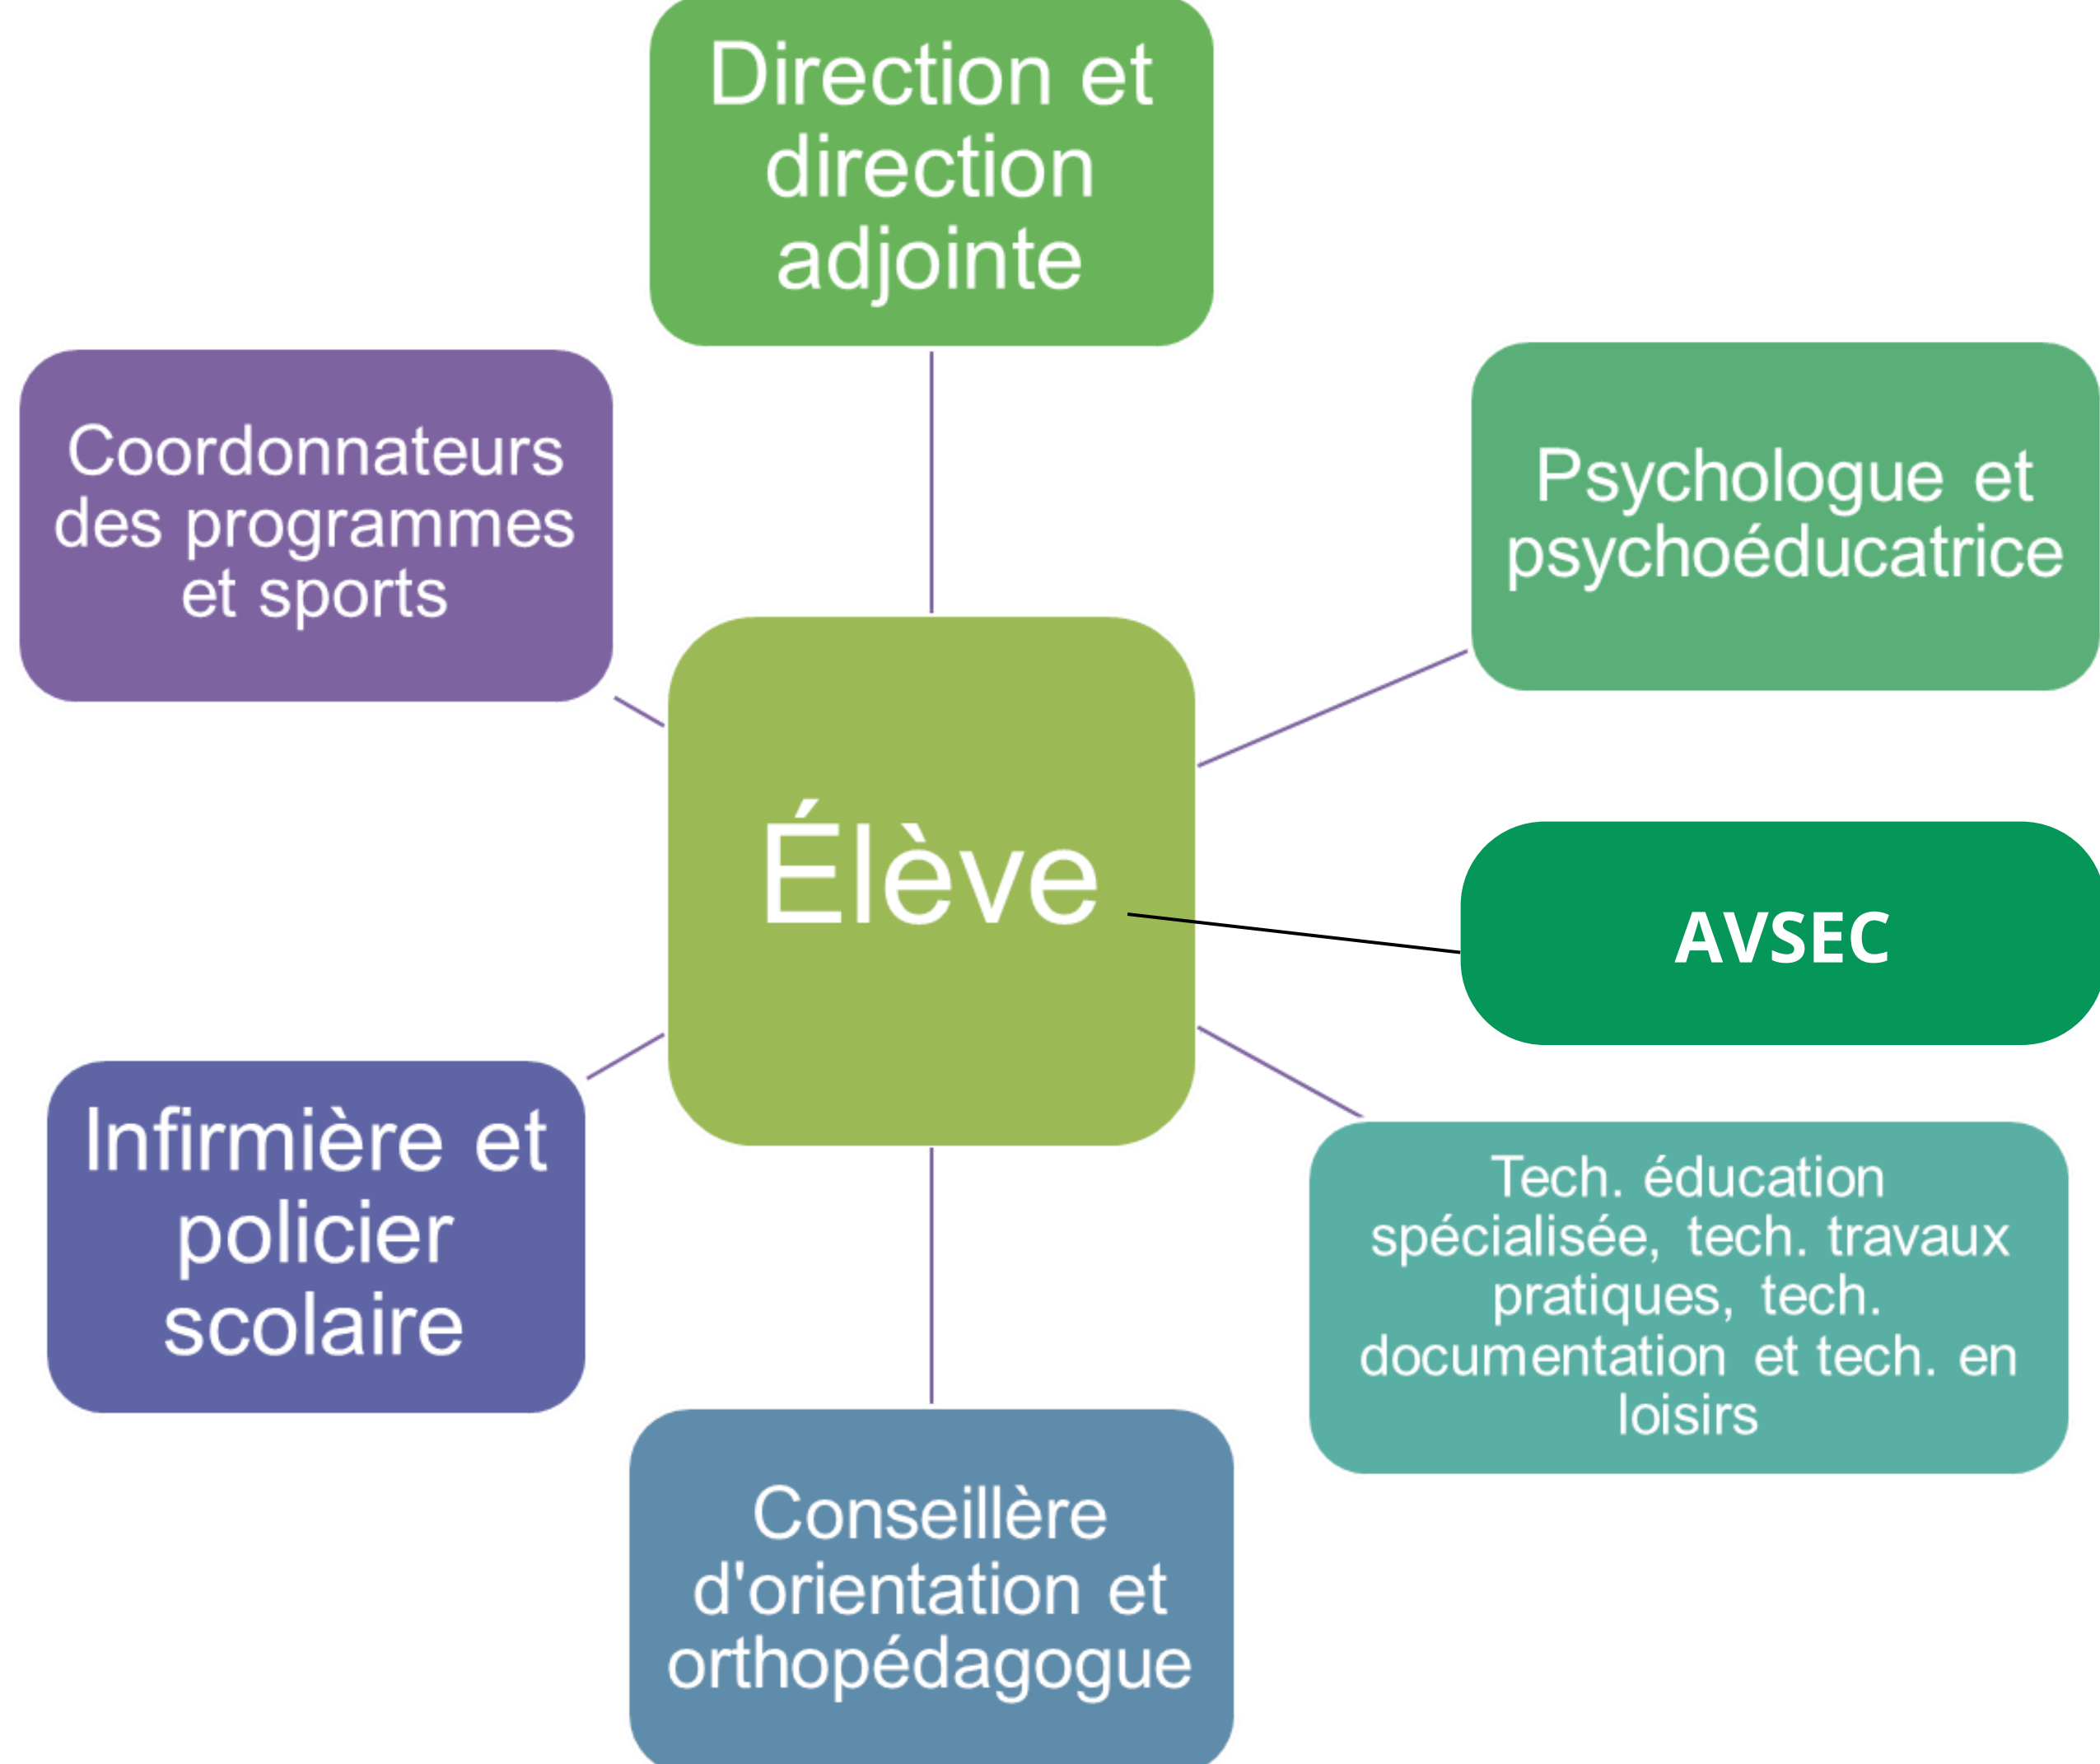 Direction et
direction
adjointe
Coordonnateurs
des programmes
et sports
Psychologue et
psychoéducatrice
Élève
AVSEC
Infirmière et
policier
scolaire
Tech. éducation
spécialisée, tech. travaux
pratiques, tech.
documentation et tech. en
loisirs
Conseillère
d'orientation et
orthopédagogue